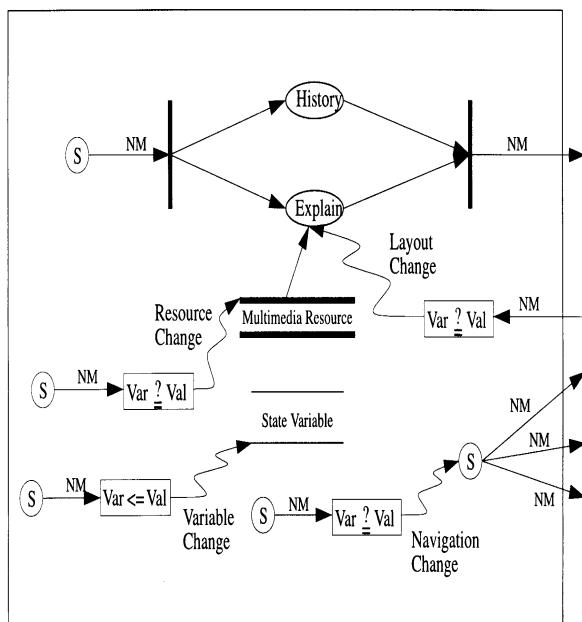 History
NM
S
NM
Explain
Layout
Change
Resource
Change
Multimedia Resource
NM
Var ? = Val
NM
S
Var ? = Val
NM
State Variable
NM
S
NM
S
NM
Var <= Val
Variable
Change
S
NM
Var ? = Val
NM
Navigation
Change